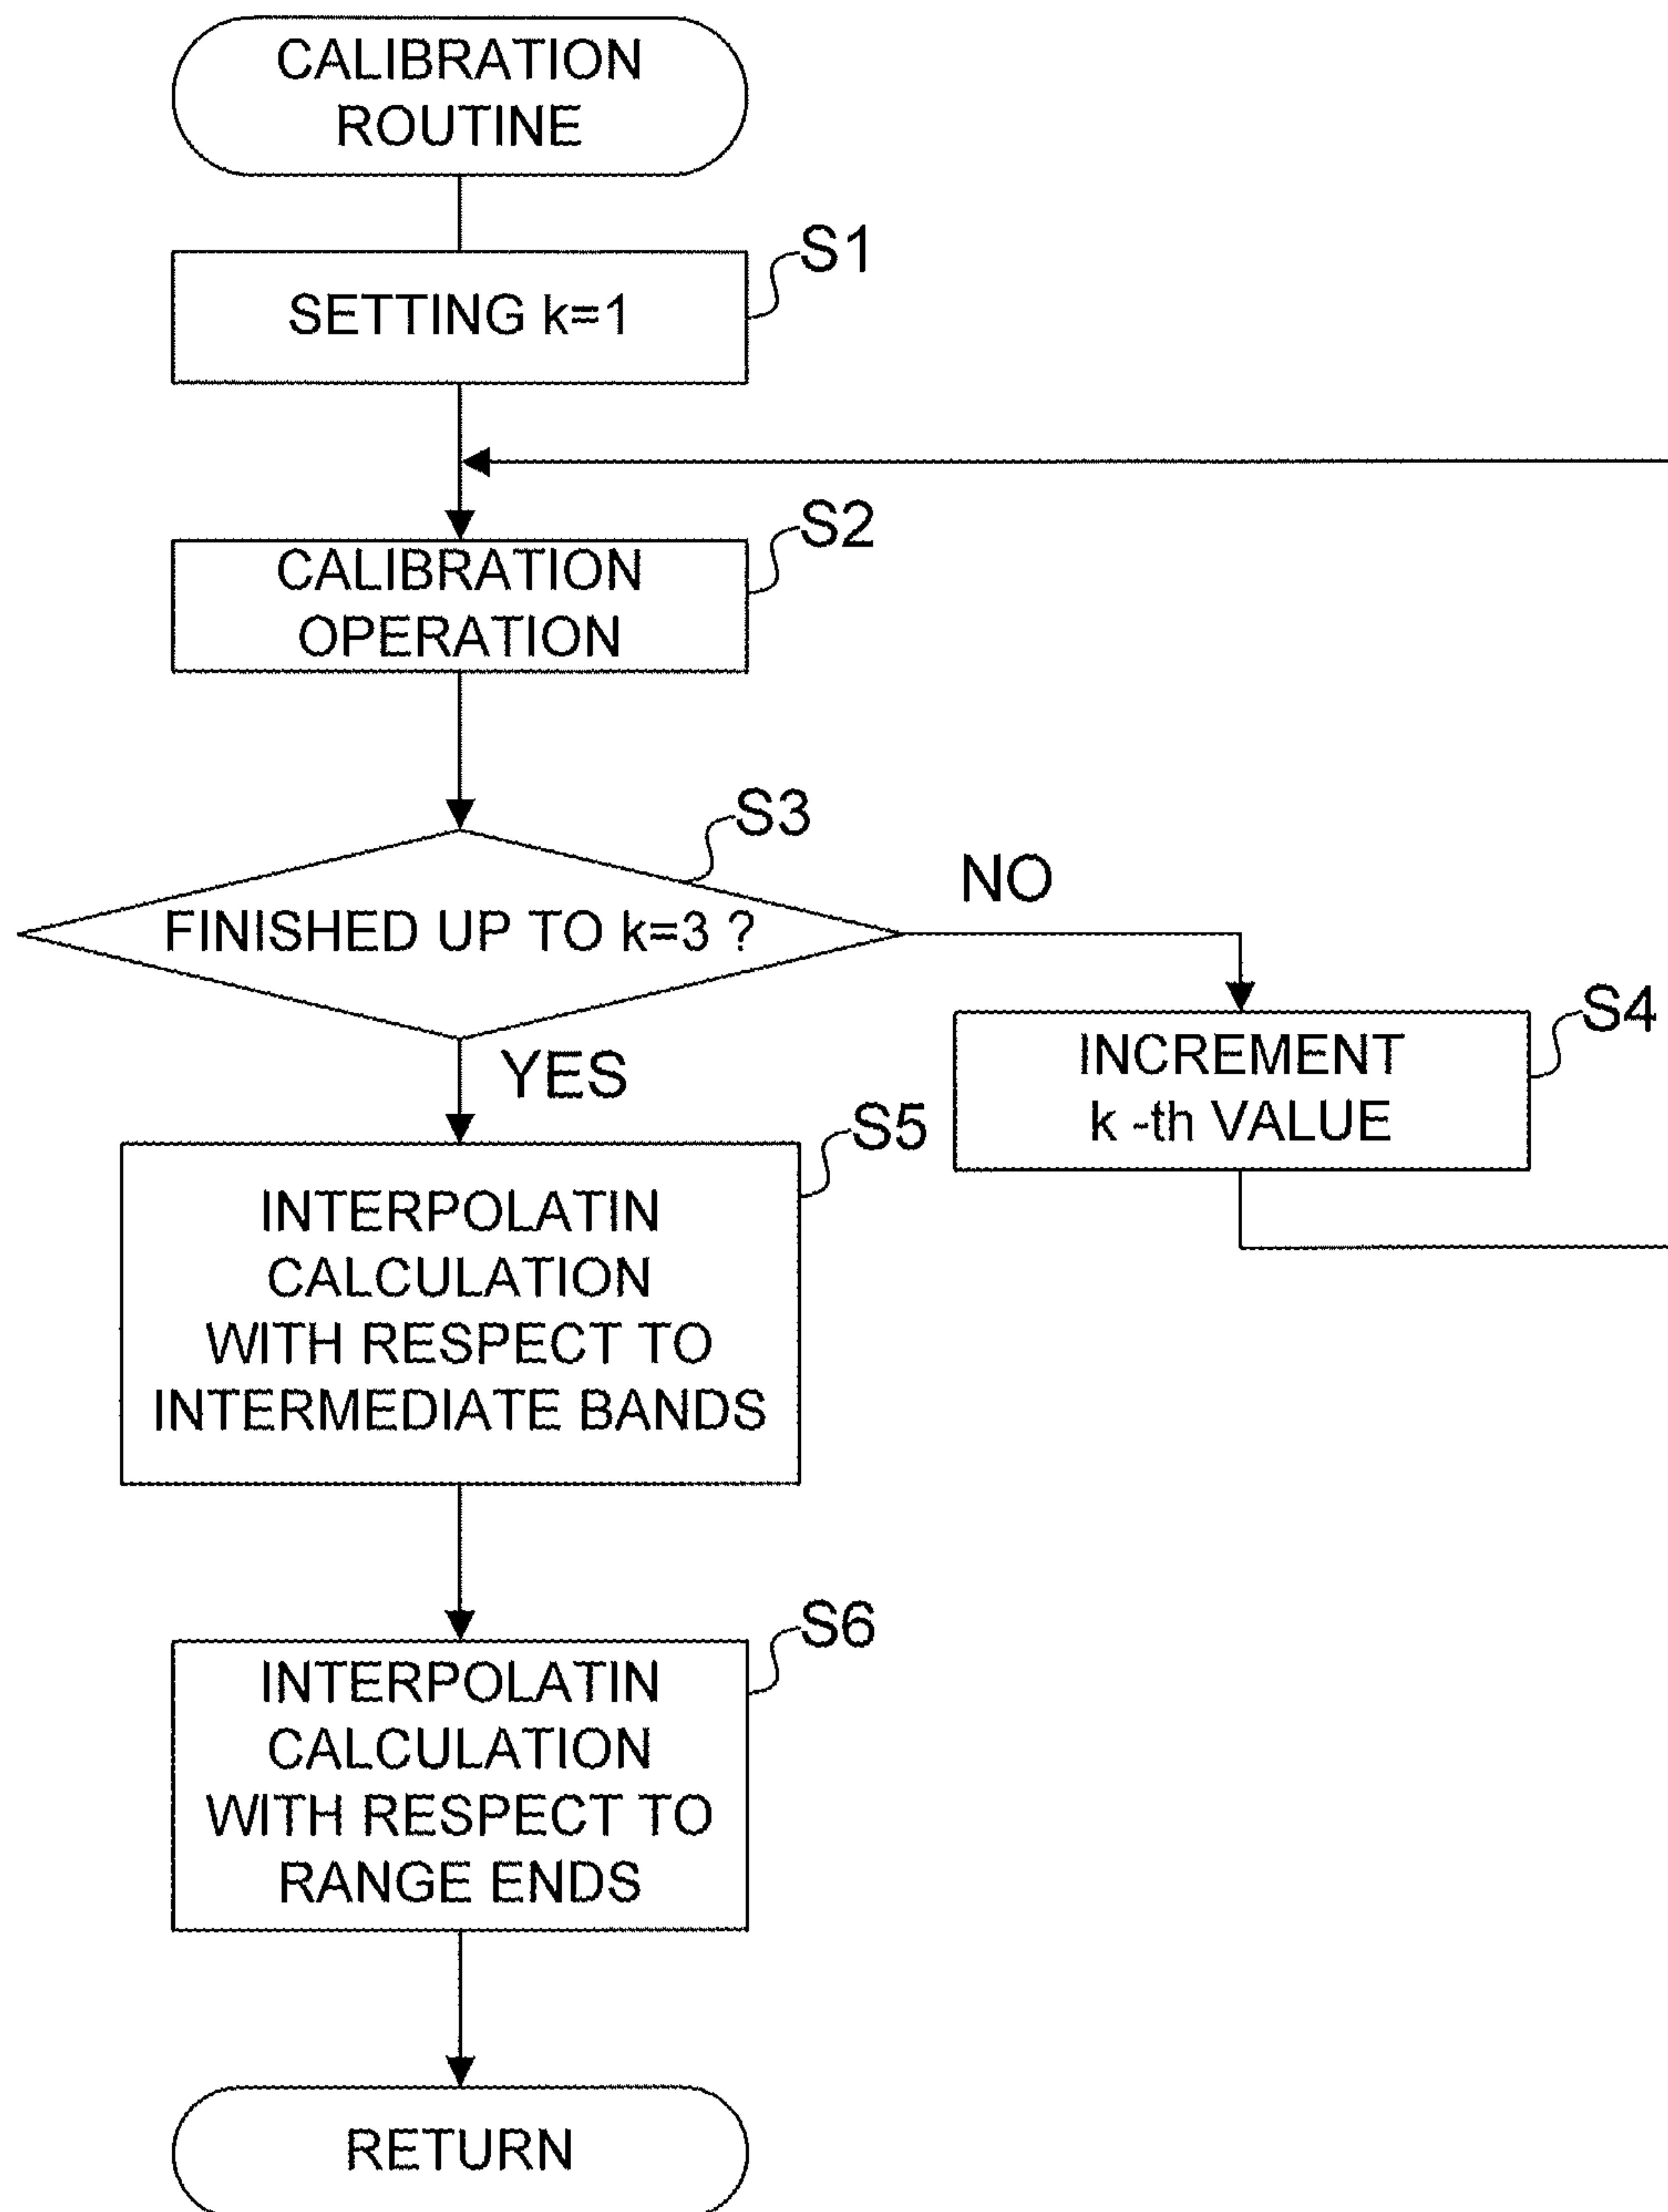 CALIBRATION
ROUTINE
S1
SETTING k=1
S2
CALIBRATION
OPERATION
S3
FINISHED UP TO k=3 ?
NO
YES
S4
INCREMENT
k -th VALUE
S5
INTERPOLATIN
CALCULATION
WITH RESPECT TO
INTERMEDIATE BANDS
S6
INTERPOLATIN
CALCULATION
WITH RESPECT TO
RANGE ENDS
RETURN